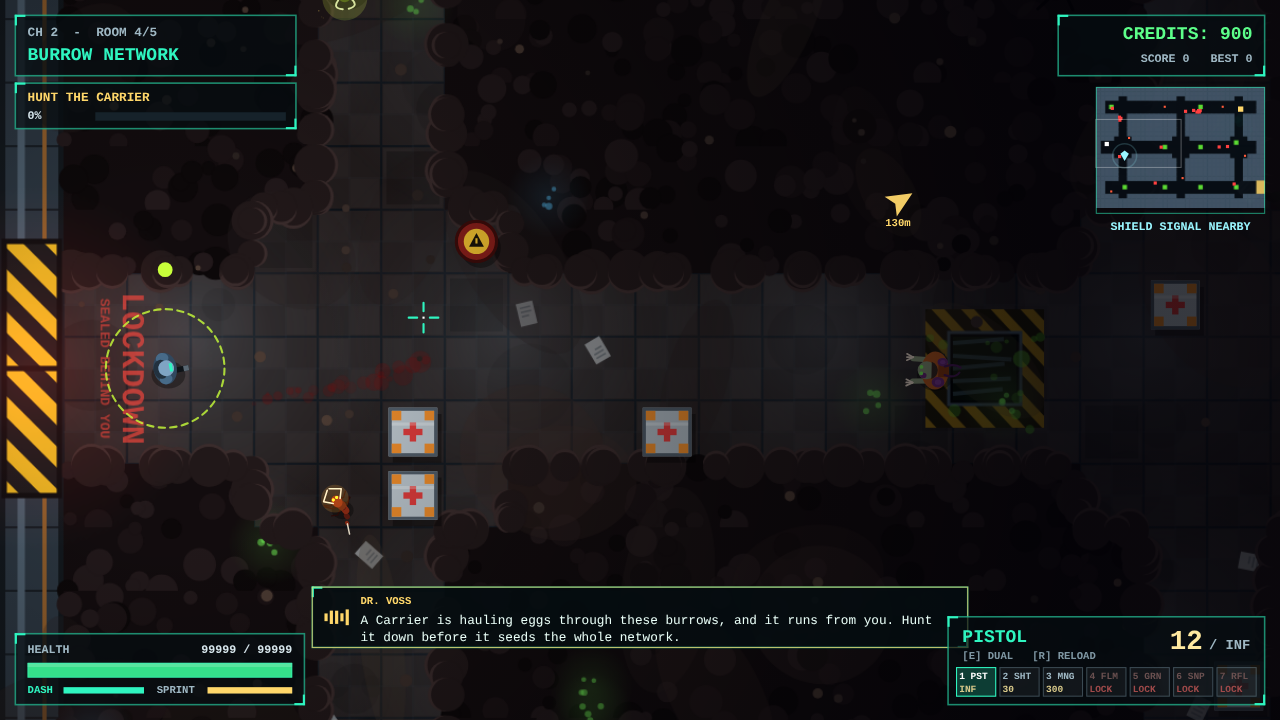 CH 2 - ROOM 4/5
BURROW NETWORK
HUNT THE CARRIER
0%
CREDITS: 900
SCORE 0 BEST 0
SHIELD SIGNAL NEARBY
130m
LOCKDOWN
SEALED BEHIND YOU
DR. VOSS
A Carrier is hauling eggs through these burrows, and it runs from you. Hunt
it down before it seeds the whole network.
HEALTH 99999 / 99999
DASH SPRINT
PISTOL 12 / INF
[E] DUAL [R] RELOAD
1 PST 2 SHT 3 MNG 4 FLM 5 GRN 6 SNP 7 RFL
INF 30 300 LOCK LOCK LOCK LOCK